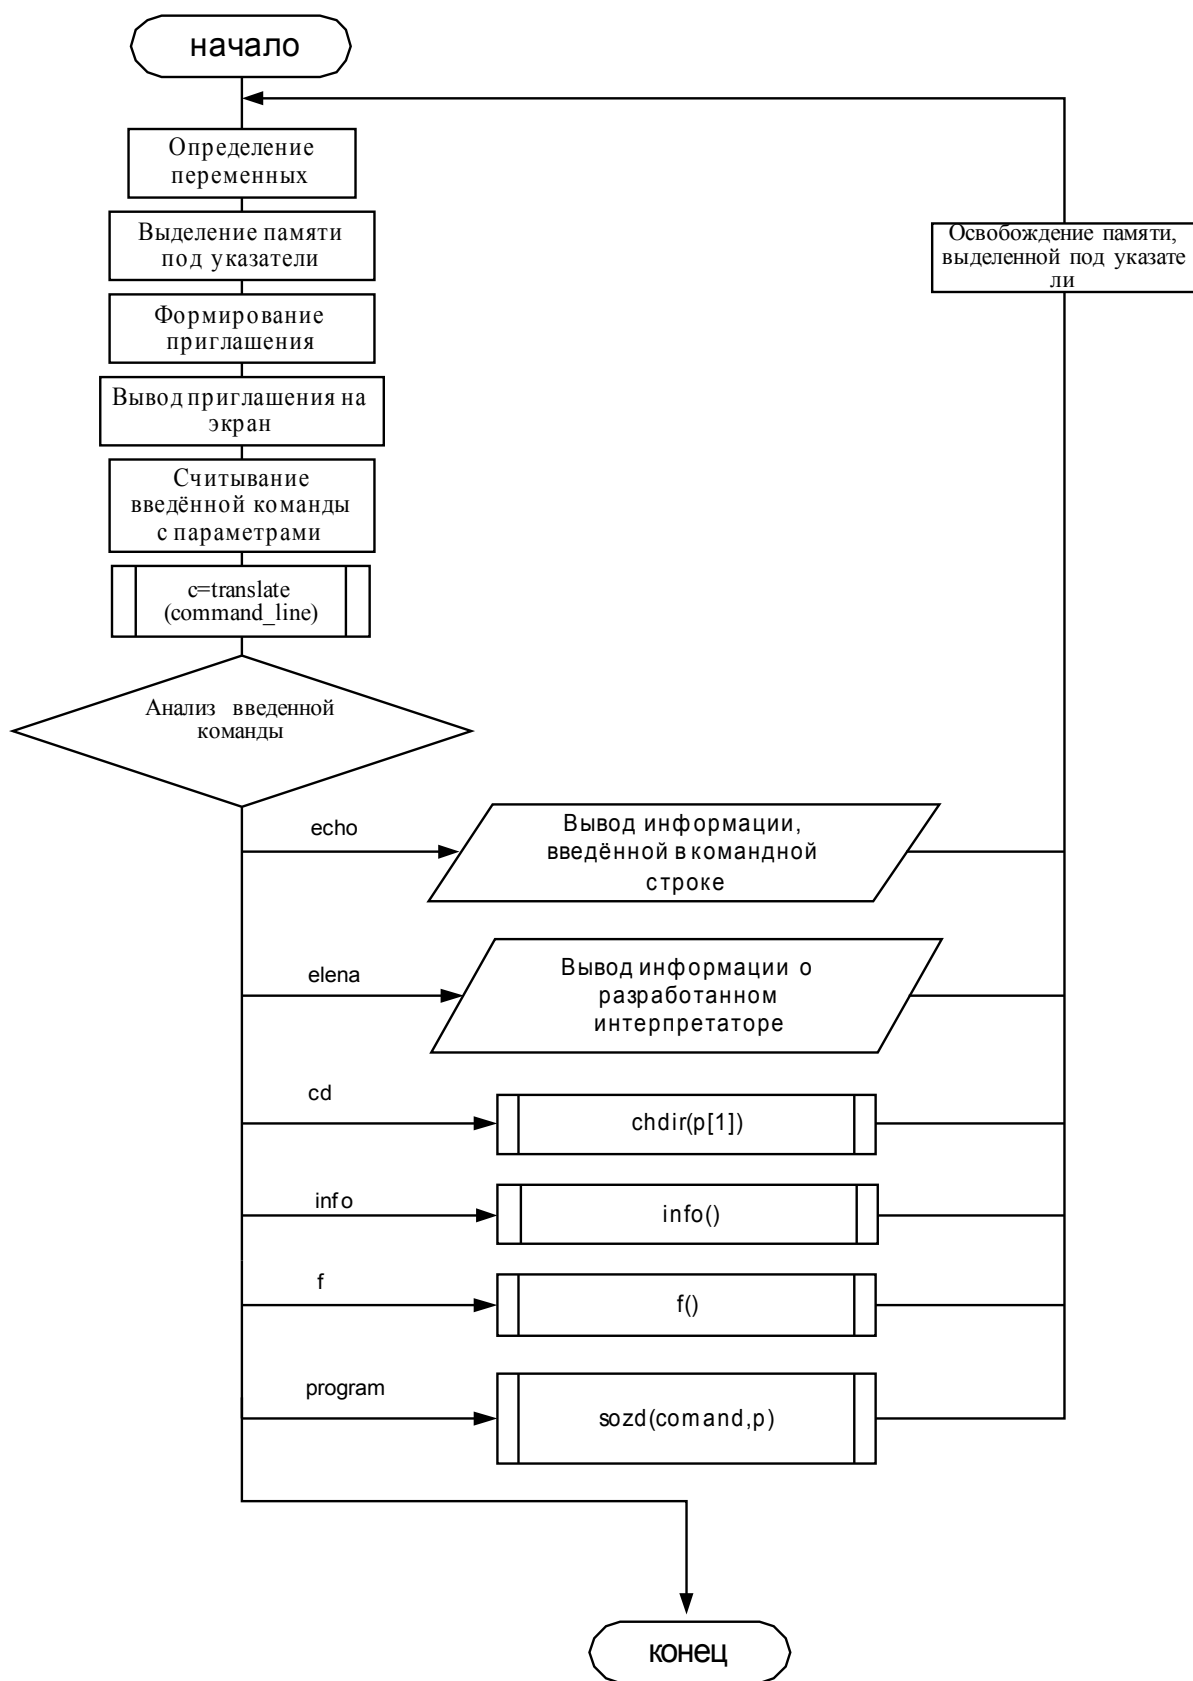 начало
Определение
переменных
Выделение памяти
под указатели
Освобождение памяти,
выделенной под указате
ли
Формирование
приглашения
Вывод приглашения на
экран
Считывание
введённой команды
с параметрами
c=translate
(command_line)
Анализ введенной
команды
echo
Вывод информации,
введённой в командной
строке
elena
Вывод информации о
разработанном
интерпретаторе
cd
chdir(p[1])
info
info()
f
f()
program
sozd(comand,p)
конец